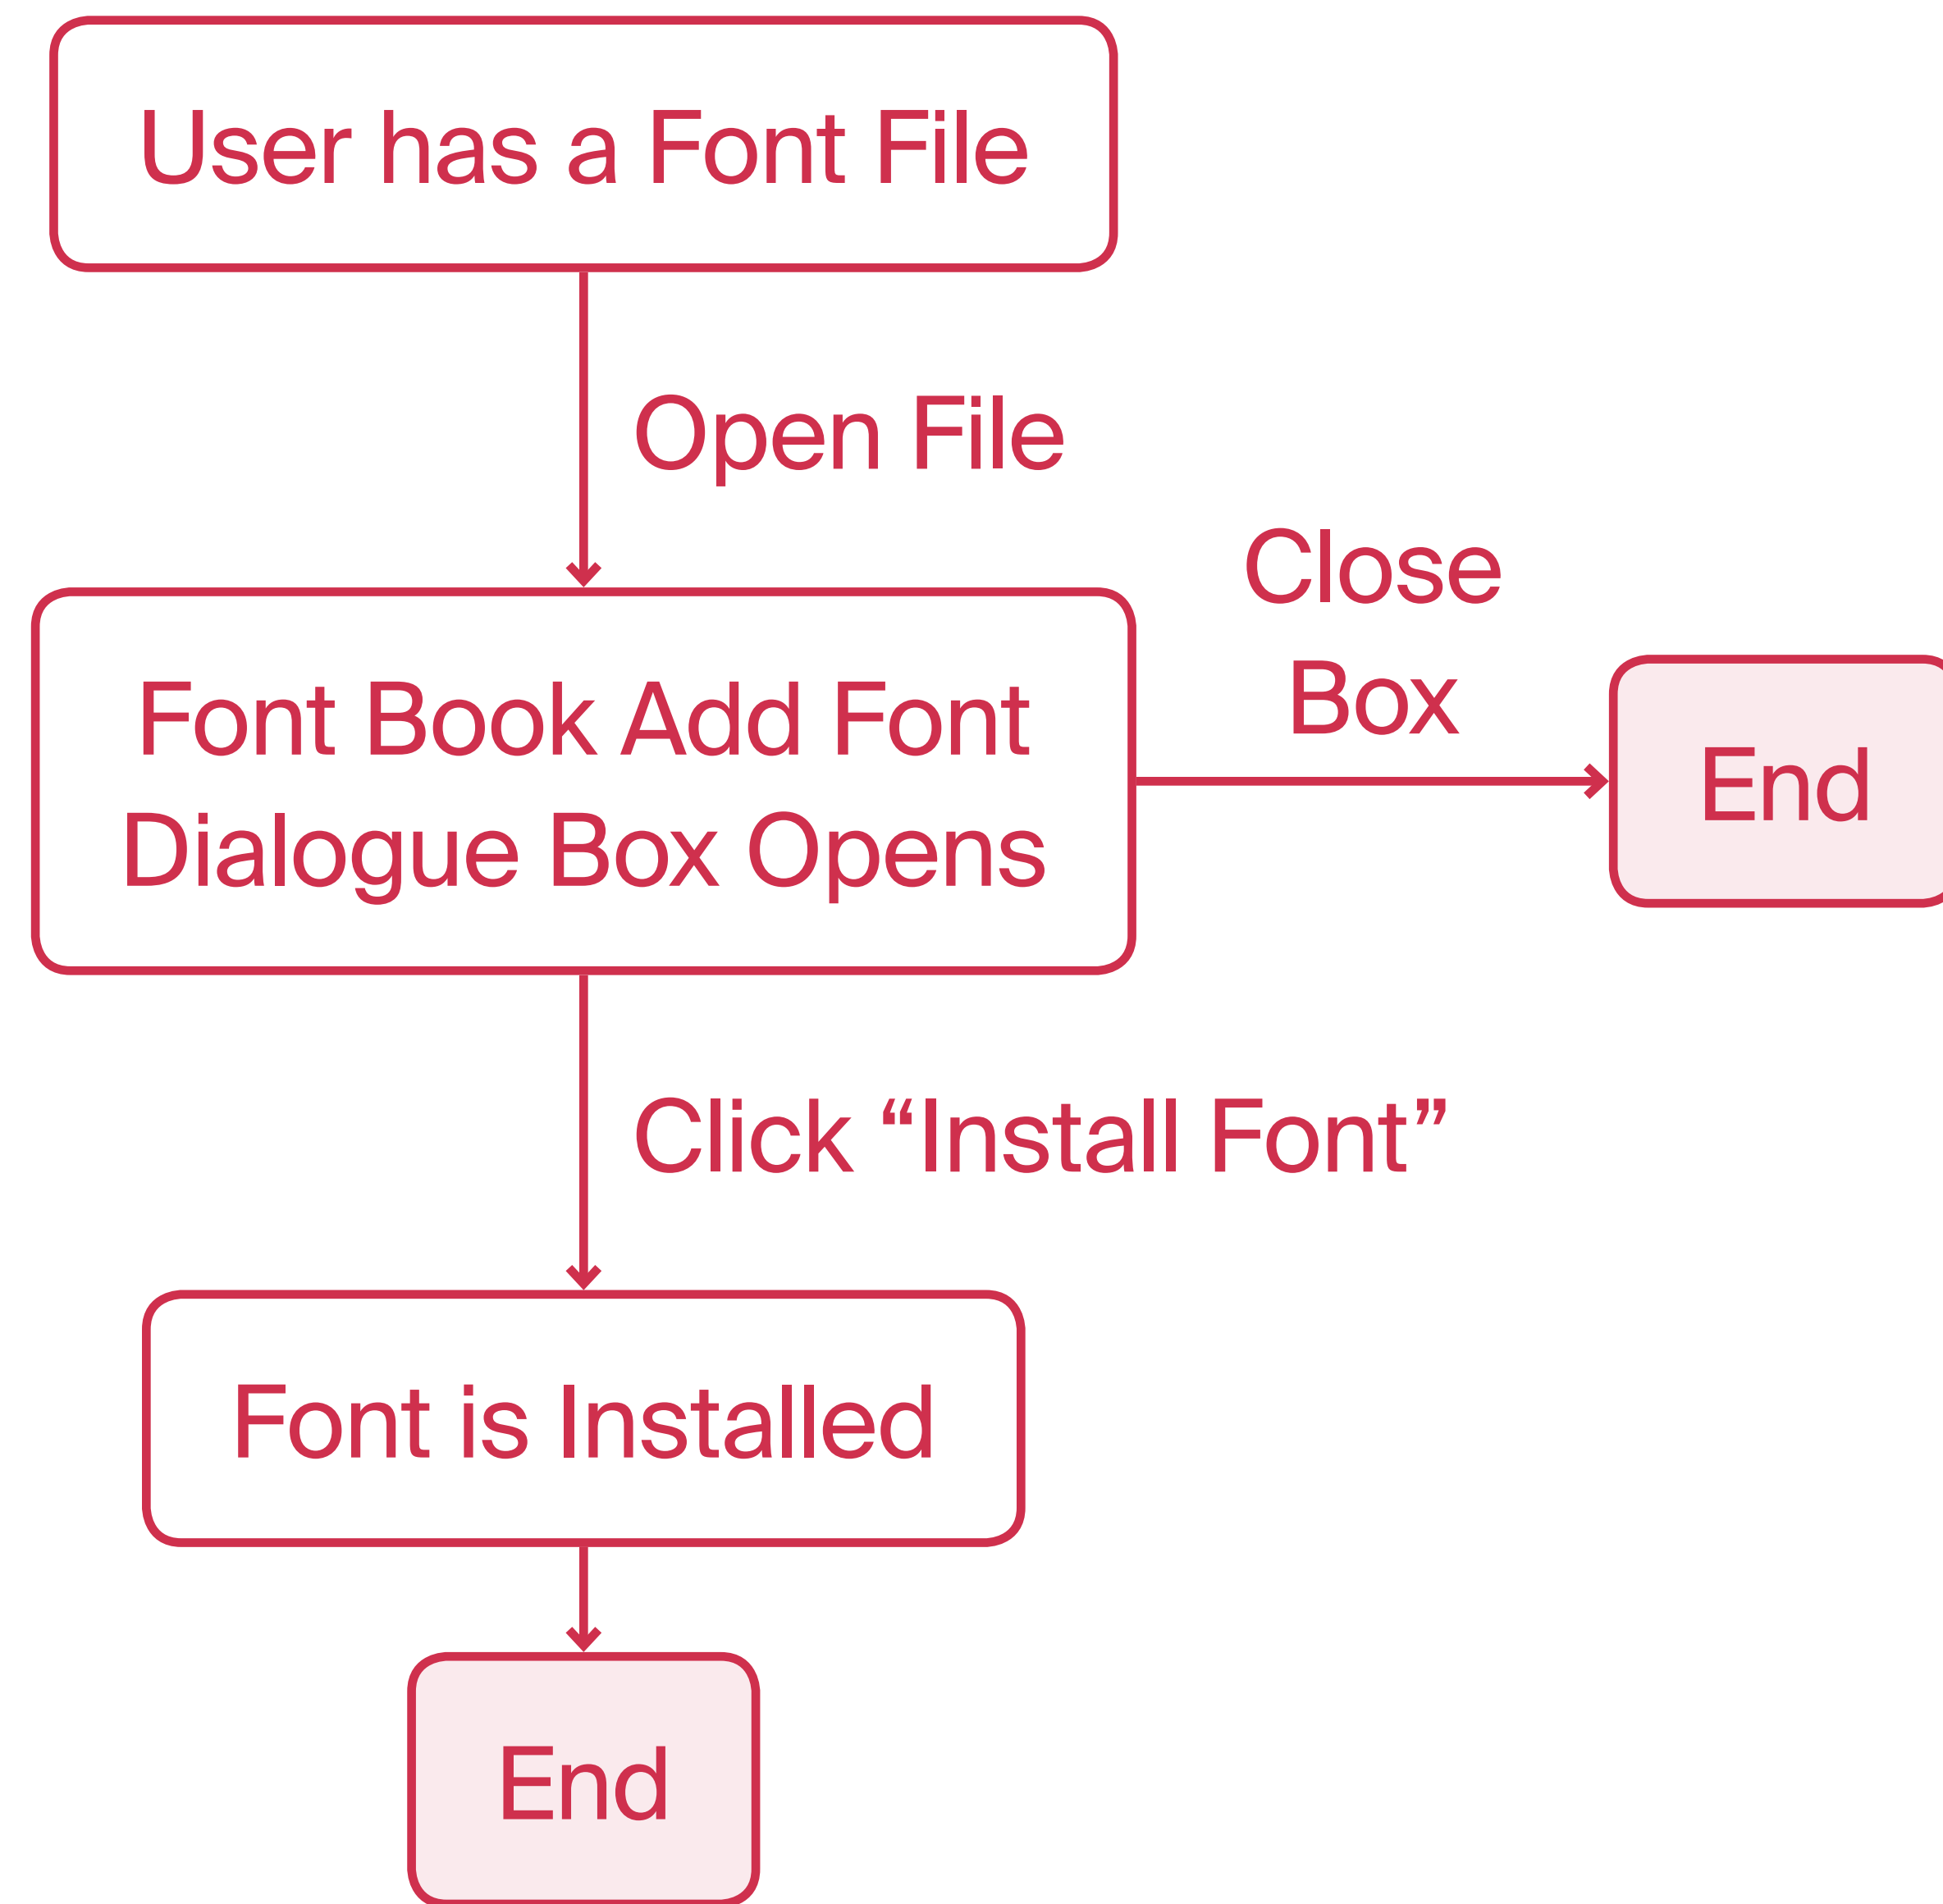 User has a Font File
Open File
Close
Box
Font Book Add Font
Dialogue Box Opens
End
Click “Install Font”
Font is Installed
End